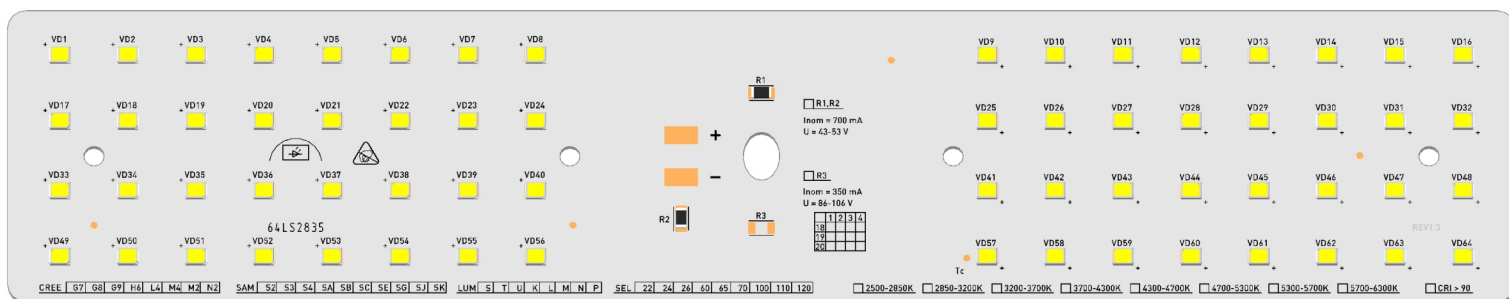 VD1 VD2 VD3 VD4 VD5 VD6 VD7 VD8 VD9 VD10 VD11 VD12 VD13 VD14 VD15 VD16
R1
R1,R2
Inom = 700 mA
U = 43-53 V
VD17 VD18 VD19 VD20 VD21 VD22 VD23 VD24 VD25 VD26 VD27 VD28 VD29 VD30 VD31 VD32
+
−
R3
Inom = 350 mA
U = 86-106 V
VD33 VD34 VD35 VD36 VD37 VD38 VD39 VD40 VD41 VD42 VD43 VD44 VD45 VD46 VD47 VD48
R2
R3
1 2 3 4
18
19
20
64LS2835
REV1.3
VD49 VD50 VD51 VD52 VD53 VD54 VD55 VD56 VD57 VD58 VD59 VD60 VD61 VD62 VD63 VD64
Tc
CREE G7 G8 G9 H6 L4 M4 M2 N2 SAM S2 S3 S4 SA SB SC SE SG SJ SK LUM S T U K L M N P SEL 22 24 26 60 65 70 100 110 120 2500-2850K 2850-3200K 3200-3700K 3700-4300K 4300-4700K 4700-5300K 5300-5700K 5700-6300K CRI > 90